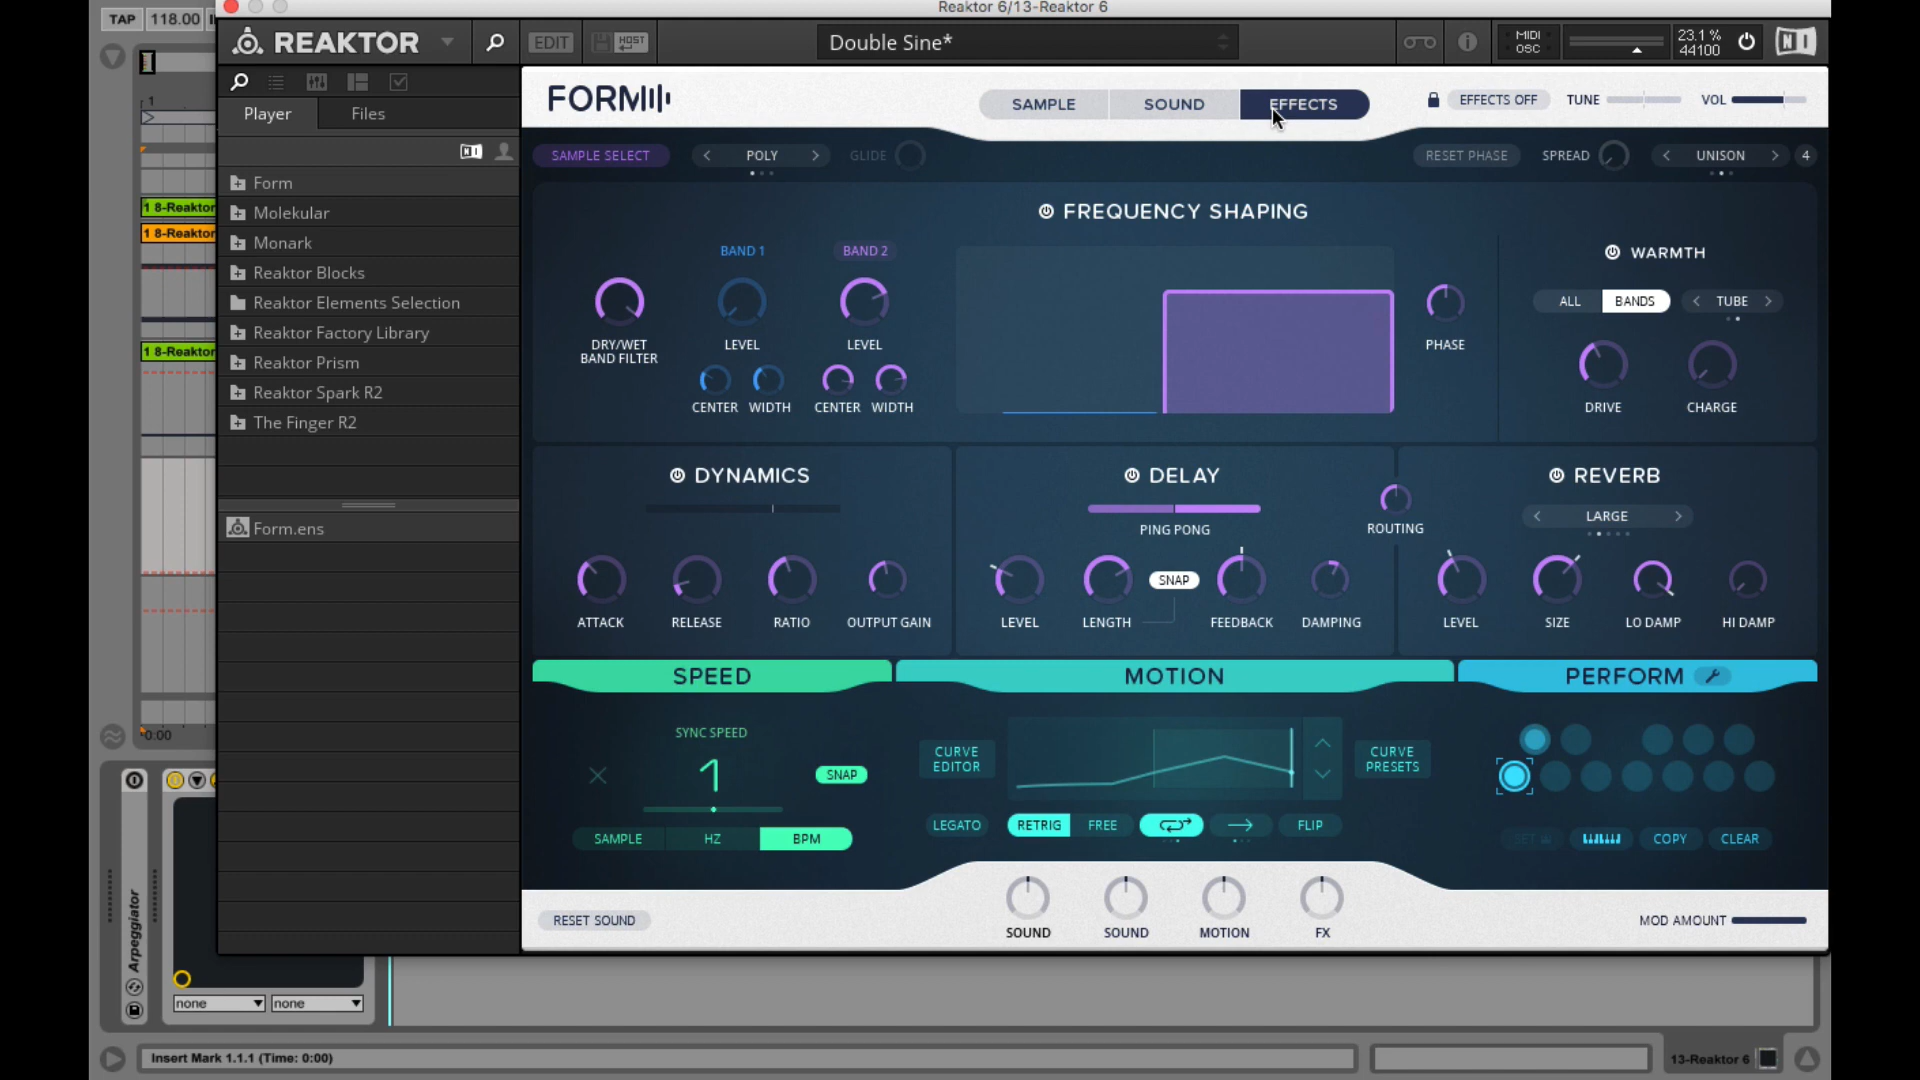 Reaktor 6/13-Reaktor 6
TAP 118.00
REAKTOR EDIT HOST Double Sine* MIDI OSC 23.1 % 44100
Player Files
Form
Molekular
Monark
Reaktor Blocks
Reaktor Elements Selection
Reaktor Factory Library
Reaktor Prism
Reaktor Spark R2
The Finger R2
Form.ens
1
1 8-Reaktor
1 8-Reaktor
1 8-Reaktor
0:00
FORM SAMPLE SOUND EFFECTS EFFECTS OFF TUNE VOL
SAMPLE SELECT POLY GLIDE RESET PHASE SPREAD UNISON 4
FREQUENCY SHAPING
BAND 1 BAND 2
DRY/WET
BAND FILTER
LEVEL LEVEL PHASE
CENTER WIDTH CENTER WIDTH
WARMTH
ALL BANDS TUBE
DRIVE CHARGE
DYNAMICS
ATTACK RELEASE RATIO OUTPUT GAIN
DELAY
PING PONG
ROUTING
SNAP
LEVEL LENGTH FEEDBACK DAMPING
REVERB
LARGE
LEVEL SIZE LO DAMP HI DAMP
SPEED MOTION PERFORM
SYNC SPEED
1 SNAP
SAMPLE HZ BPM
CURVE
EDITOR
CURVE
PRESETS
LEGATO RETRIG FREE FLIP
COPY CLEAR
RESET SOUND
SOUND SOUND MOTION FX
MOD AMOUNT
Arpeggiator
none none
Insert Mark 1.1.1 (Time: 0:00)
13-Reaktor 6